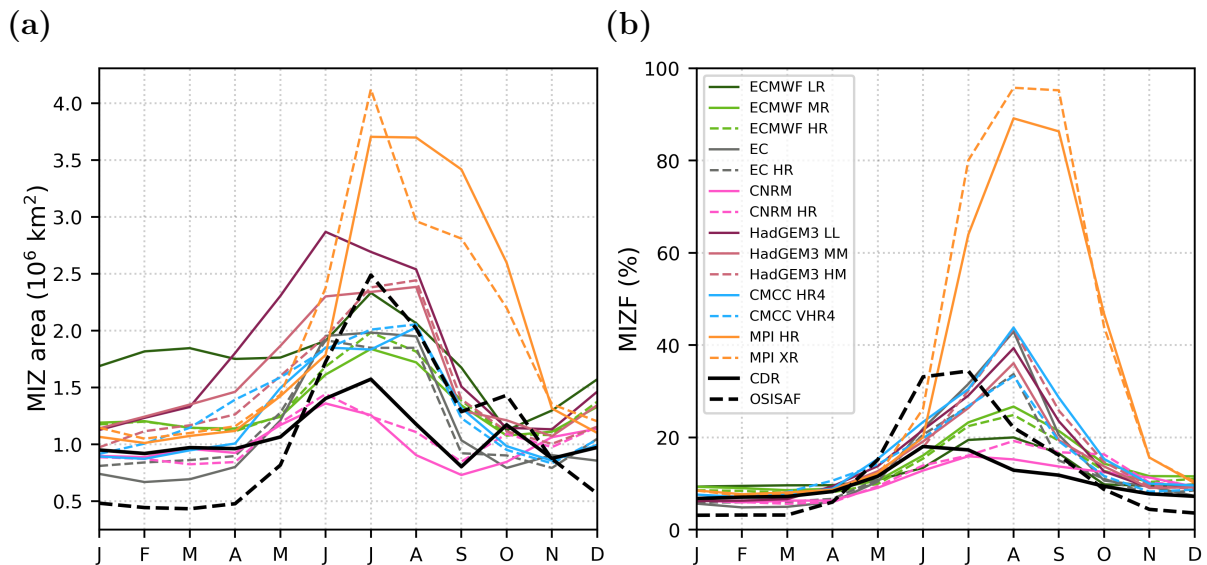 (a)
(b)
MIZ area (10⁶ km²)
4.0
3.5
3.0
2.5
2.0
1.5
1.0
0.5
J F M A M J J A S O N D
MIZF (%)
100
80
60
40
20
0
ECMWF LR
ECMWF MR
ECMWF HR
EC
EC HR
CNRM
CNRM HR
HadGEM3 LL
HadGEM3 MM
HadGEM3 HM
CMCC HR4
CMCC VHR4
MPI HR
MPI XR
CDR
OSISAF
J F M A M J J A S O N D